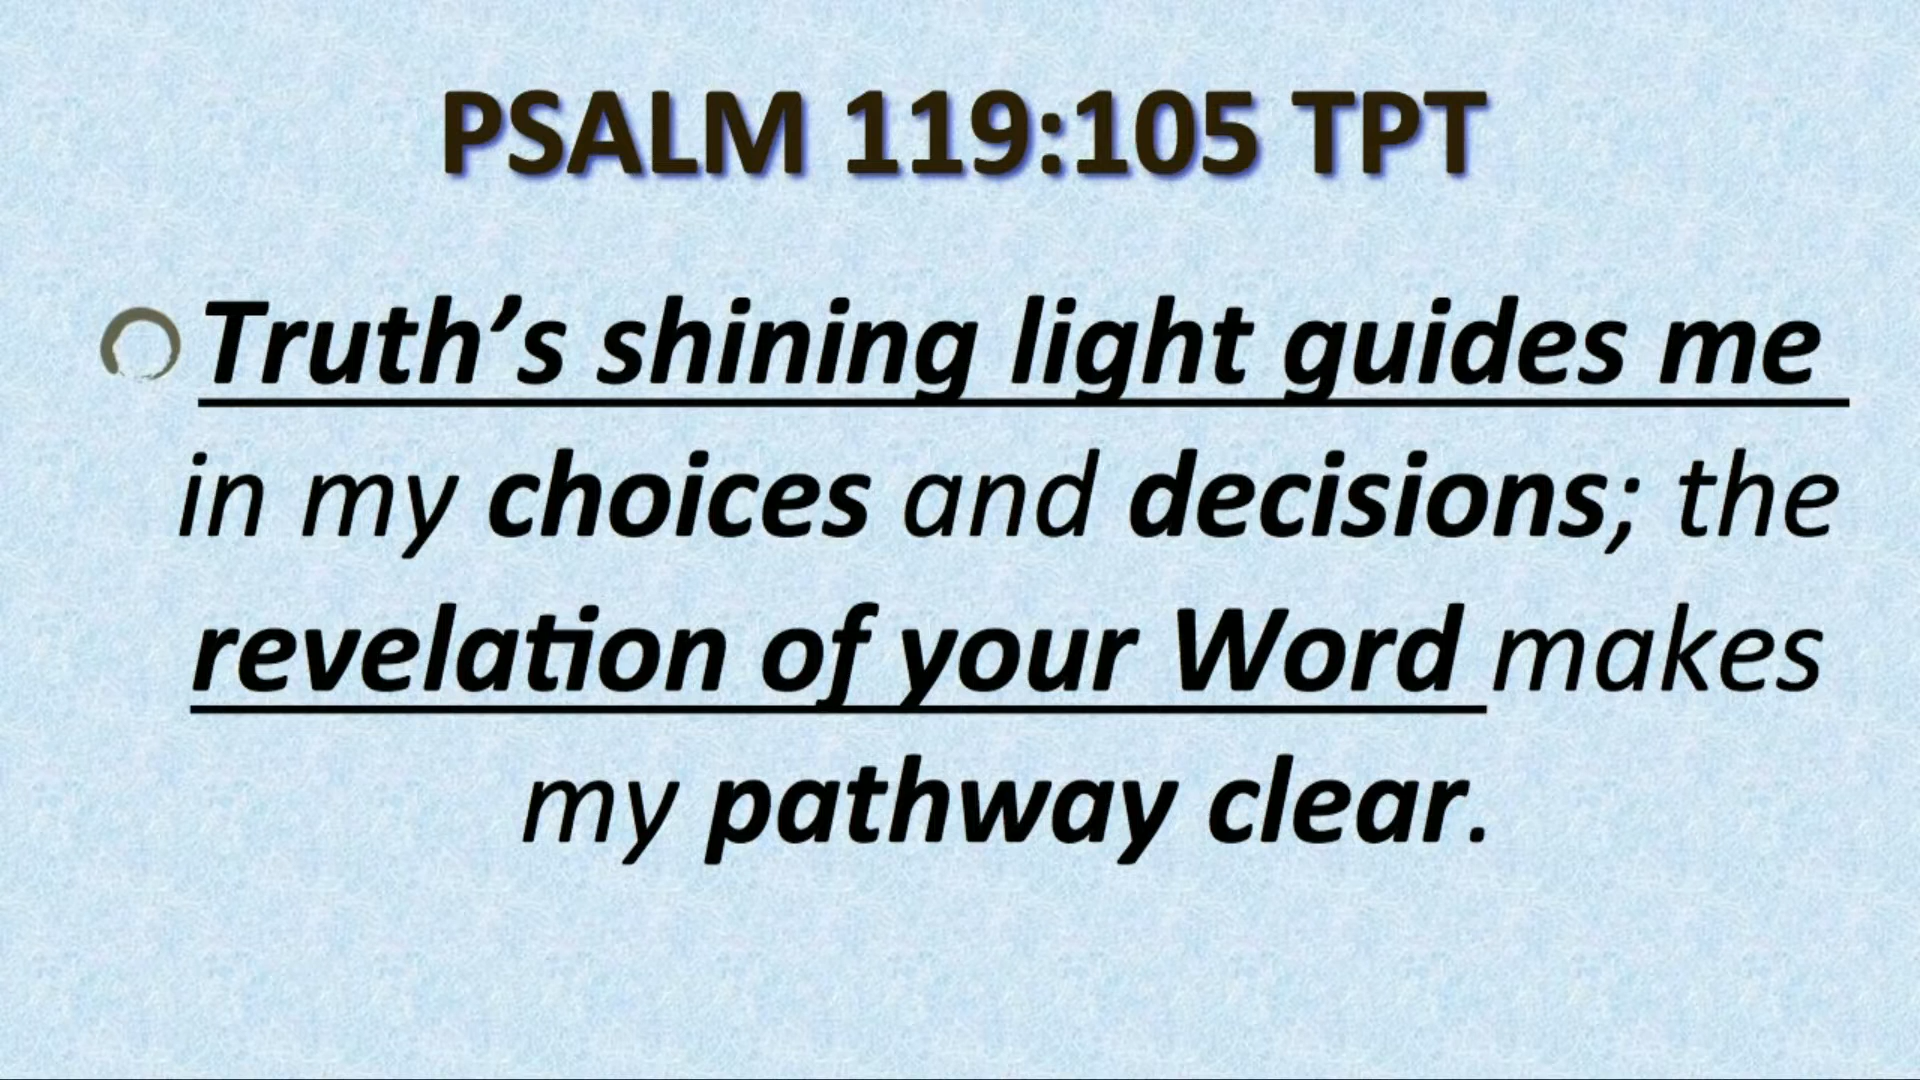 PSALM 119:105 TPT
Truth’s shining light guides me
in my choices and decisions; the
revelation of your Word makes
my pathway clear.